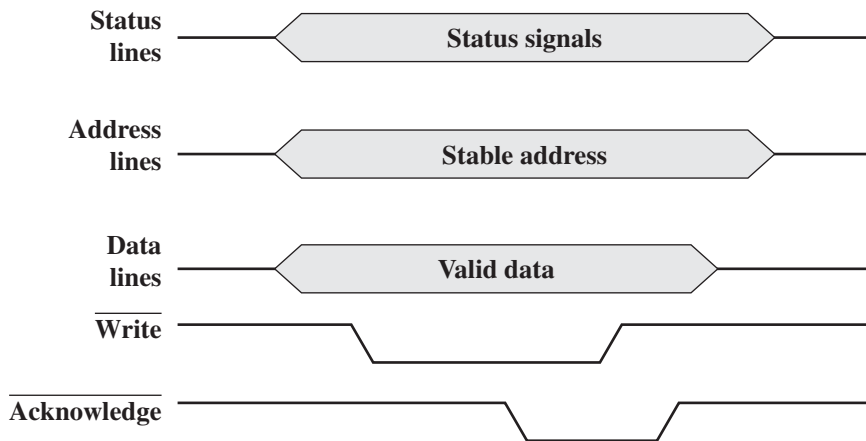 Status
lines
Status signals
Address
lines
Stable address
Data
lines
Valid data
Write
Acknowledge